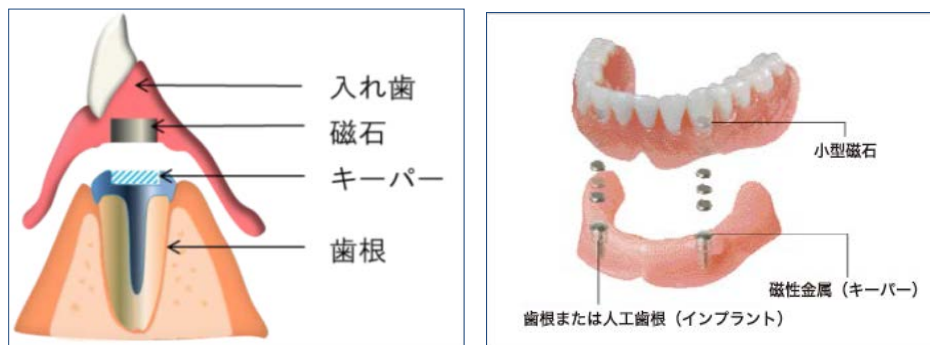 入れ歯
磁石
キーパー
歯根
小型磁石
磁性金属（キーパー）
歯根または人工歯根（インプラント）